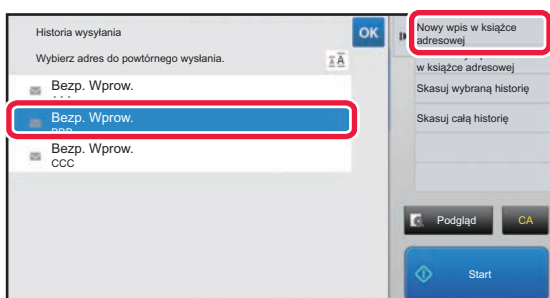 Historia wysyłania
OK
Wybierz adres do powtórnego wysłania.
Bezp. Wprow.
Bezp. Wprow.
BBB
Bezp. Wprow.
CCC
Nowy wpis w książce
adresowej
w książce adresowej
Skasuj wybraną historię
Skasuj całą historię
Podgląd
CA
Start